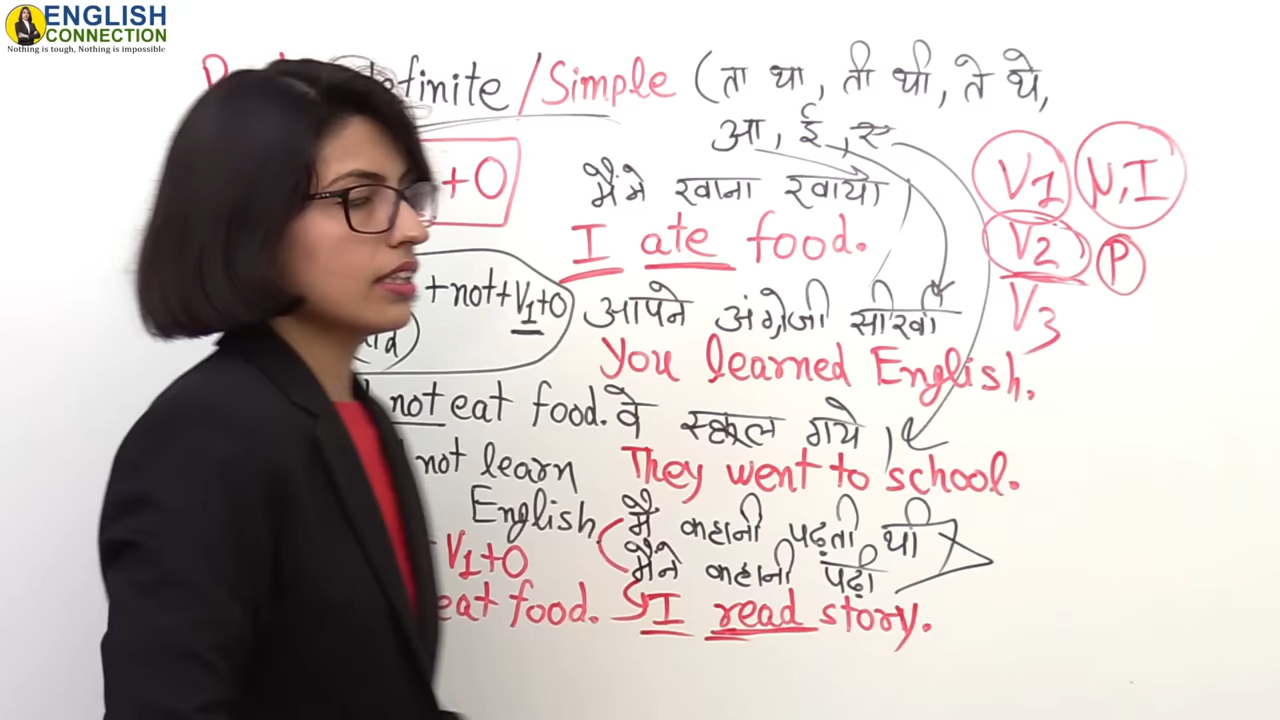 ENGLISH
CONNECTION
Nothing is tough, Nothing is impossible
efinite / Simple (ता था, ती थी, ते थे,
आ, ई, ए
+O
मैंने खाना खाया।
V1 N, I
I ate food.
V2 P
+not+V1+O
आपने अंग्रेजी सीखी
V3
You learned English.
not eat food.
वे स्कूल गये।
not learn
They went to school.
English
मैं कहानी पढ़ती थी
मैंने कहानी पढ़ी
V1+O
eat food.
I read story.